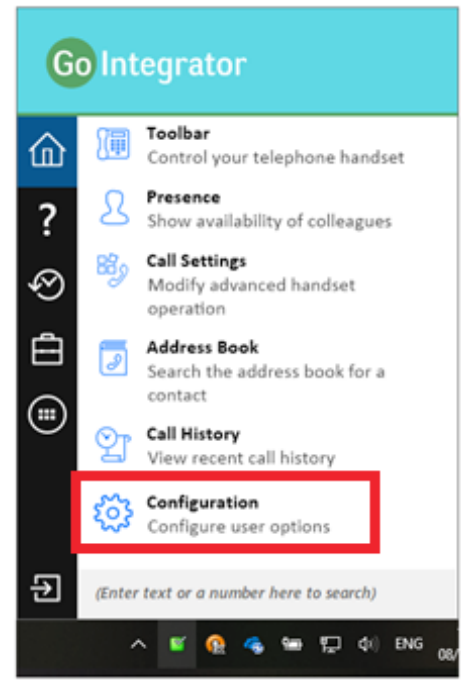 Go Integrator
Toolbar
Control your telephone handset
Presence
Show availability of colleagues
Call Settings
Modify advanced handset
operation
Address Book
Search the address book for a
contact
Call History
View recent call history
Configuration
Configure user options
(Enter text or a number here to search)
ENG
08/